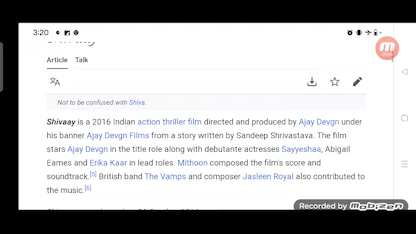 3:20
Article Talk
Not to be confused with Shiva.
Shivaay is a 2016 Indian action thriller film directed and produced by Ajay Devgn under
his banner Ajay Devgn Films from a story written by Sandeep Shrivastava. The film
stars Ajay Devgn in the title role along with debutante actresses Sayyeshaa, Abigail
Eames and Erika Kaar in lead roles. Mithoon composed the film's score and
soundtrack.[5] British band The Vamps and composer Jasleen Royal also contributed to
the music.[6]
Recorded by Mobizen